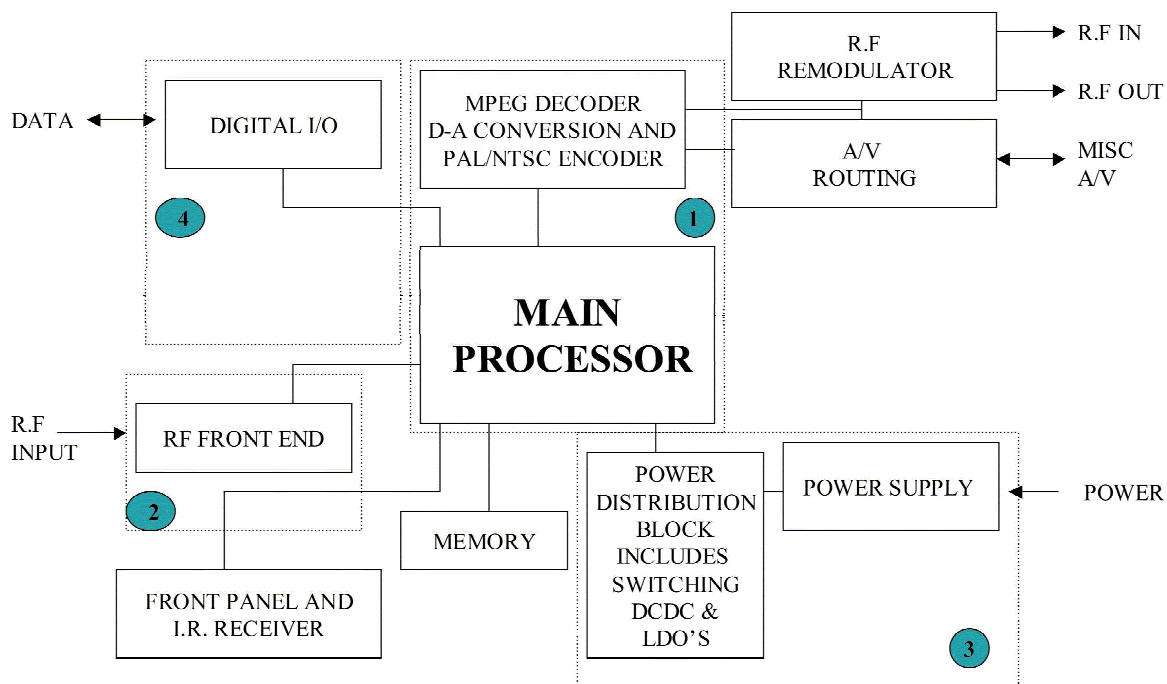 R.F
REMODULATOR
R.F IN
R.F OUT
DATA
DIGITAL I/O
4
MPEG DECODER
D-A CONVERSION AND
PAL/NTSC ENCODER
1
A/V
ROUTING
MISC
A/V
MAIN
PROCESSOR
R.F
INPUT
RF FRONT END
2
FRONT PANEL AND
I.R. RECEIVER
MEMORY
POWER
DISTRIBUTION
BLOCK
INCLUDES
SWITCHING
DCDC &
LDO'S
POWER SUPPLY
POWER
3